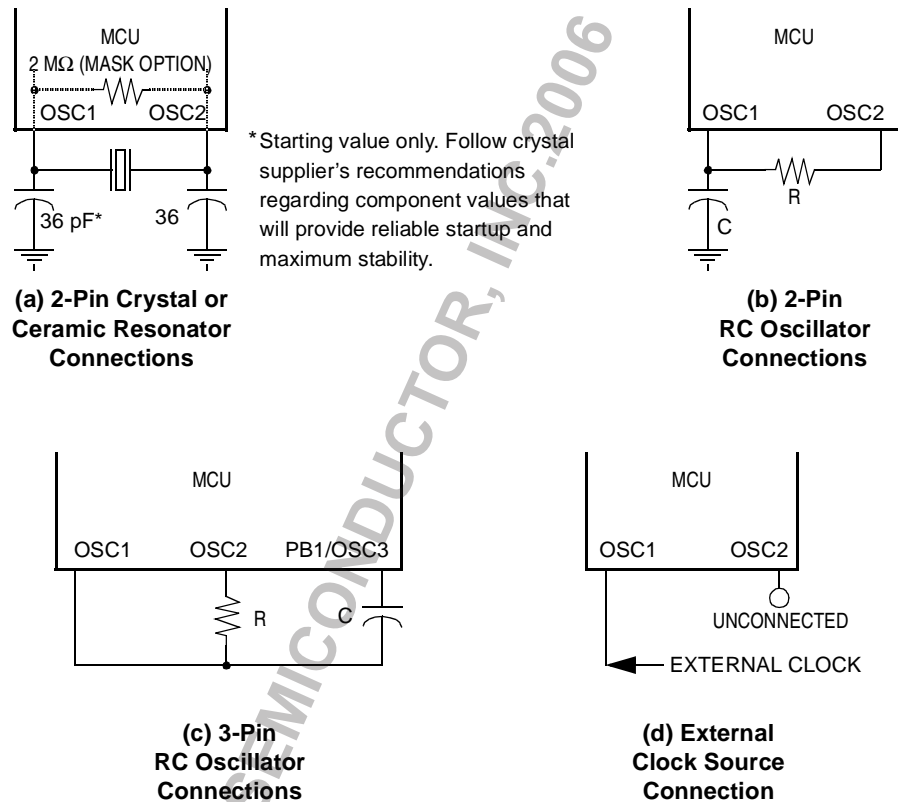 MCU
2 MΩ (MASK OPTION)
OSC1 OSC2
36 pF* 36
*Starting value only. Follow crystal
supplier's recommendations
regarding component values that
will provide reliable startup and
maximum stability.
(a) 2-Pin Crystal or
Ceramic Resonator
Connections
MCU
OSC1 OSC2
R
C
(b) 2-Pin
RC Oscillator
Connections
MCU
OSC1 OSC2 PB1/OSC3
R C
(c) 3-Pin
RC Oscillator
Connections
MCU
OSC1 OSC2
UNCONNECTED
EXTERNAL CLOCK
(d) External
Clock Source
Connection
SEMICONDUCTOR, INC.2006